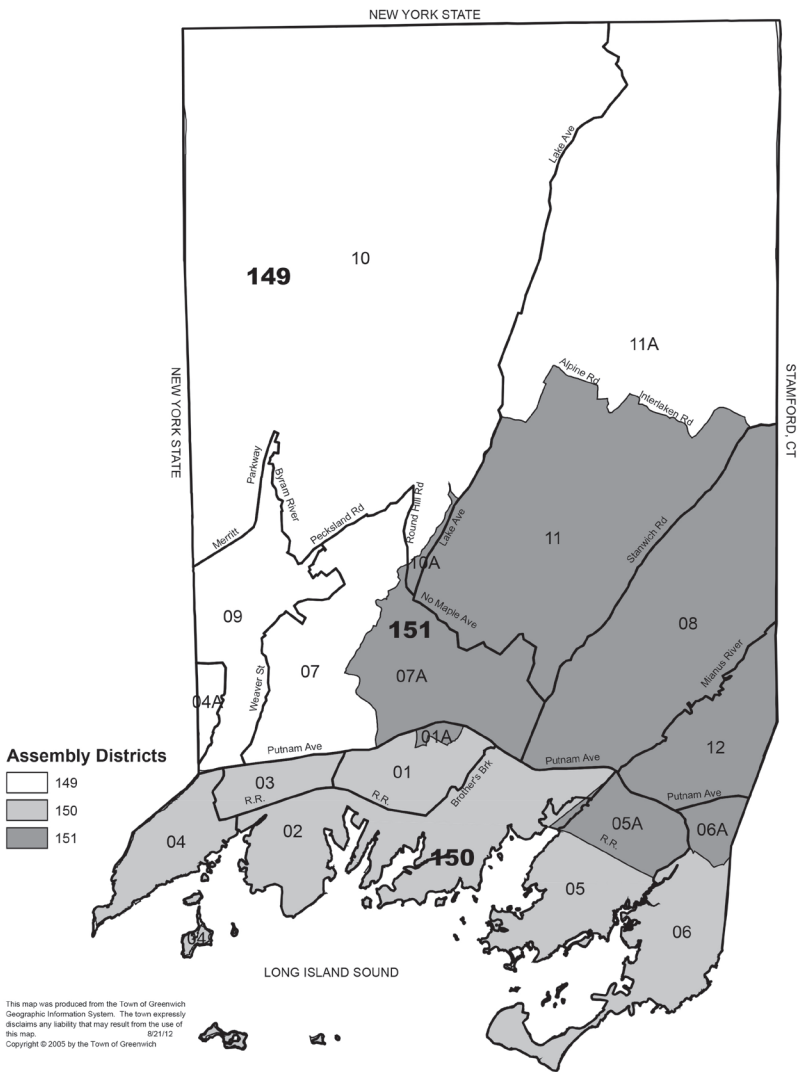 NEW YORK STATE
Lake Ave
149
10
11A
Alpine Rd
Interlaken Rd
NEW YORK STATE
STAMFORD, CT
Parkway
Merritt
Byram River
Pecksland Rd
Round Hill Rd
Lake Ave
11
Stanwich Rd
10A
No Maple Ave
09
151
08
07
07A
Mianus River
04A
Weaver St
01A
12
Putnam Ave
Putnam Ave
Assembly Districts
149
150
151
03
01
R.R.
R.R.
Brother's Brk
Putnam Ave
04
02
150
05A
R.R.
06A
05
06
04
LONG ISLAND SOUND
This map was produced from the Town of Greenwich
Geographic Information System. The town expressly
disclaims any liability that may result from the use of
this map. 8/21/12
Copyright © 2005 by the Town of Greenwich